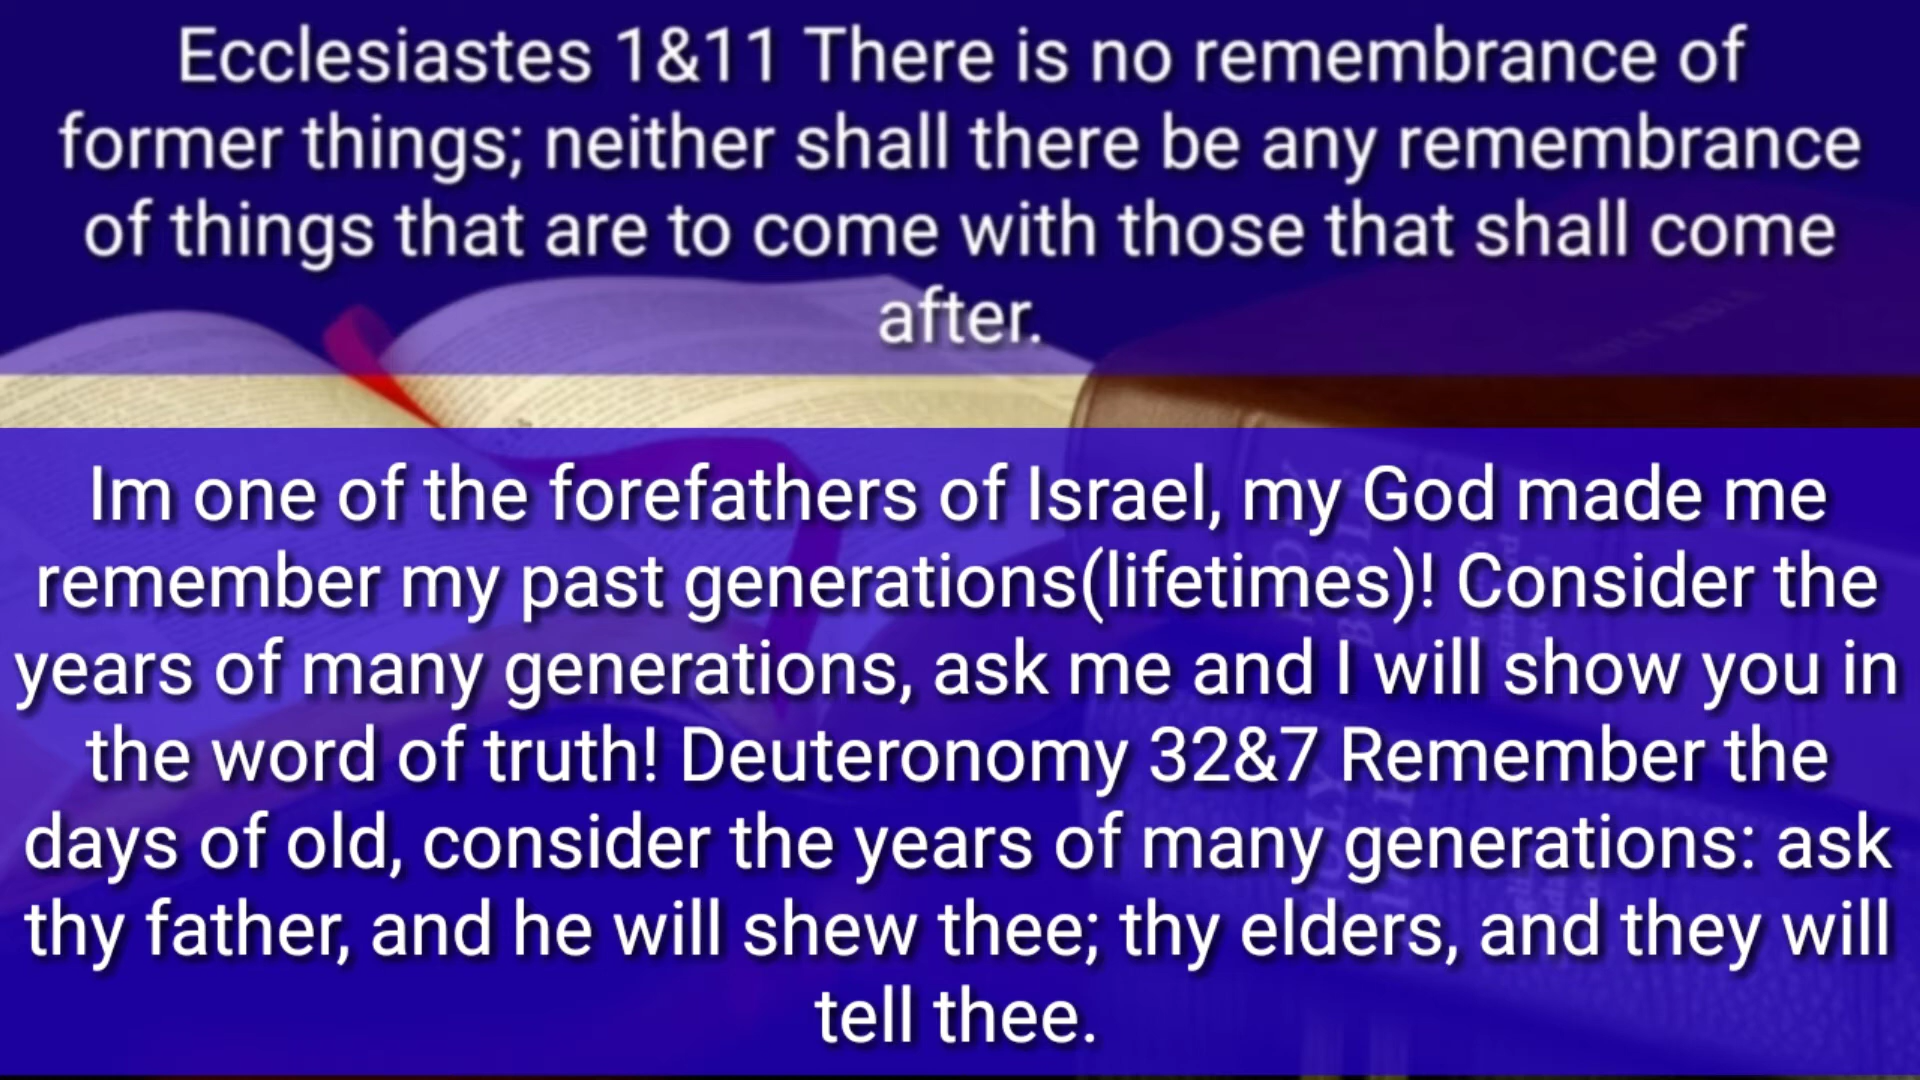 Ecclesiastes 1&11 There is no remembrance of
former things; neither shall there be any remembrance
of things that are to come with those that shall come
after.
Im one of the forefathers of Israel, my God made me
remember my past generations(lifetimes)! Consider the
years of many generations, ask me and I will show you in
the word of truth! Deuteronomy 32&7 Remember the
days of old, consider the years of many generations: ask
thy father, and he will shew thee; thy elders, and they will
tell thee.
HOLY BIBLE
HOLY BIBLE